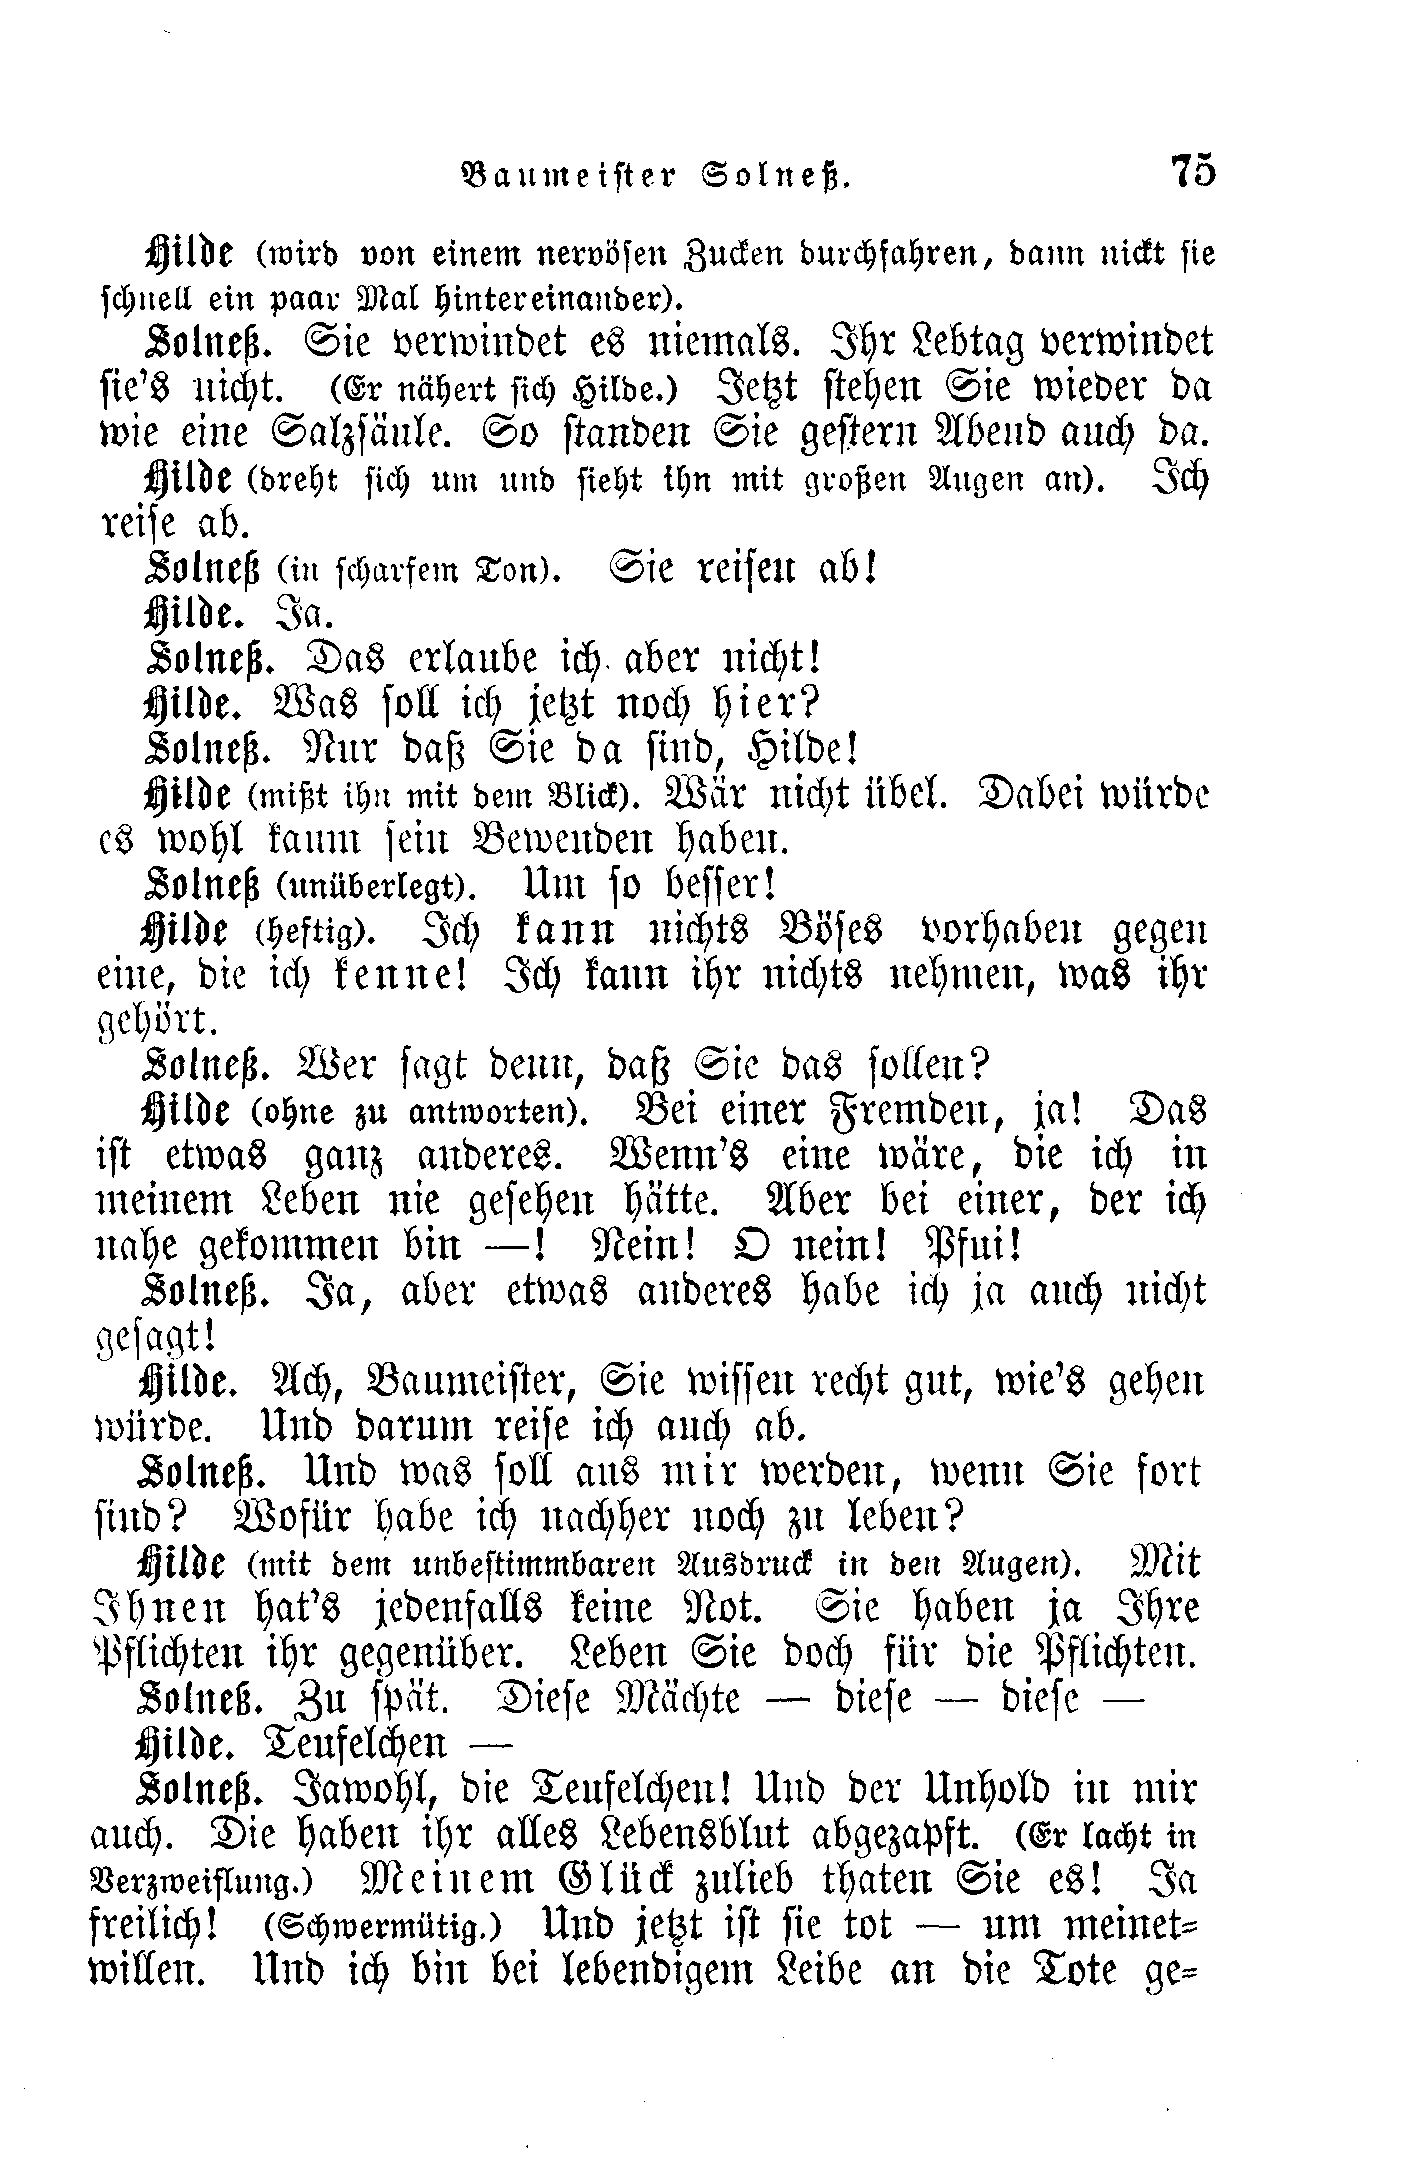 Baumeister Solneß. 75
Hilde (wird von einem nervösen Zucken durchfahren, dann nickt sie
schnell ein paar Mal hintereinander).
Solneß. Sie verwindet es niemals. Ihr Lebtag verwindet
sie's nicht. (Er nähert sich Hilde.) Jetzt stehen Sie wieder da
wie eine Salzsäule. So standen Sie gestern Abend auch da.
Hilde (dreht sich um und sieht ihn mit großen Augen an). Ich
reise ab.
Solneß (in scharfem Ton). Sie reisen ab!
Hilde. Ja.
Solneß. Das erlaube ich aber nicht!
Hilde. Was soll ich jetzt noch hier?
Solneß. Nur daß Sie da sind, Hilde!
Hilde (mißt ihn mit dem Blick). Wär nicht übel. Dabei würde
es wohl kaum sein Bewenden haben.
Solneß (unüberlegt). Um so besser!
Hilde (heftig). Ich kann nichts Böses vorhaben gegen
eine, die ich kenne! Ich kann ihr nichts nehmen, was ihr
gehört.
Solneß. Wer sagt denn, daß Sie das sollen?
Hilde (ohne zu antworten). Bei einer Fremden, ja! Das
ist etwas ganz anderes. Wenn's eine wäre, die ich in
meinem Leben nie gesehen hätte. Aber bei einer, der ich
nahe gekommen bin —! Nein! O nein! Pfui!
Solneß. Ja, aber etwas anderes habe ich ja auch nicht
gesagt!
Hilde. Ach, Baumeister, Sie wissen recht gut, wie's gehen
würde. Und darum reise ich auch ab.
Solneß. Und was soll aus mir werden, wenn Sie fort
sind? Wofür habe ich nachher noch zu leben?
Hilde (mit dem unbestimmbaren Ausdruck in den Augen). Mit
Ihnen hat's jedenfalls keine Not. Sie haben ja Ihre
Pflichten ihr gegenüber. Leben Sie doch für die Pflichten.
Solneß. Zu spät. Diese Mächte — diese — diese —
Hilde. Teufelchen —
Solneß. Jawohl, die Teufelchen! Und der Unhold in mir
auch. Die haben ihr alles Lebensblut abgezapft. (Er lacht in
Verzweiflung.) Meinem Glück zulieb thaten Sie es! Ja
freilich! (Schwermütig.) Und jetzt ist sie tot — um meinet-
willen. Und ich bin bei lebendigem Leibe an die Tote ge-